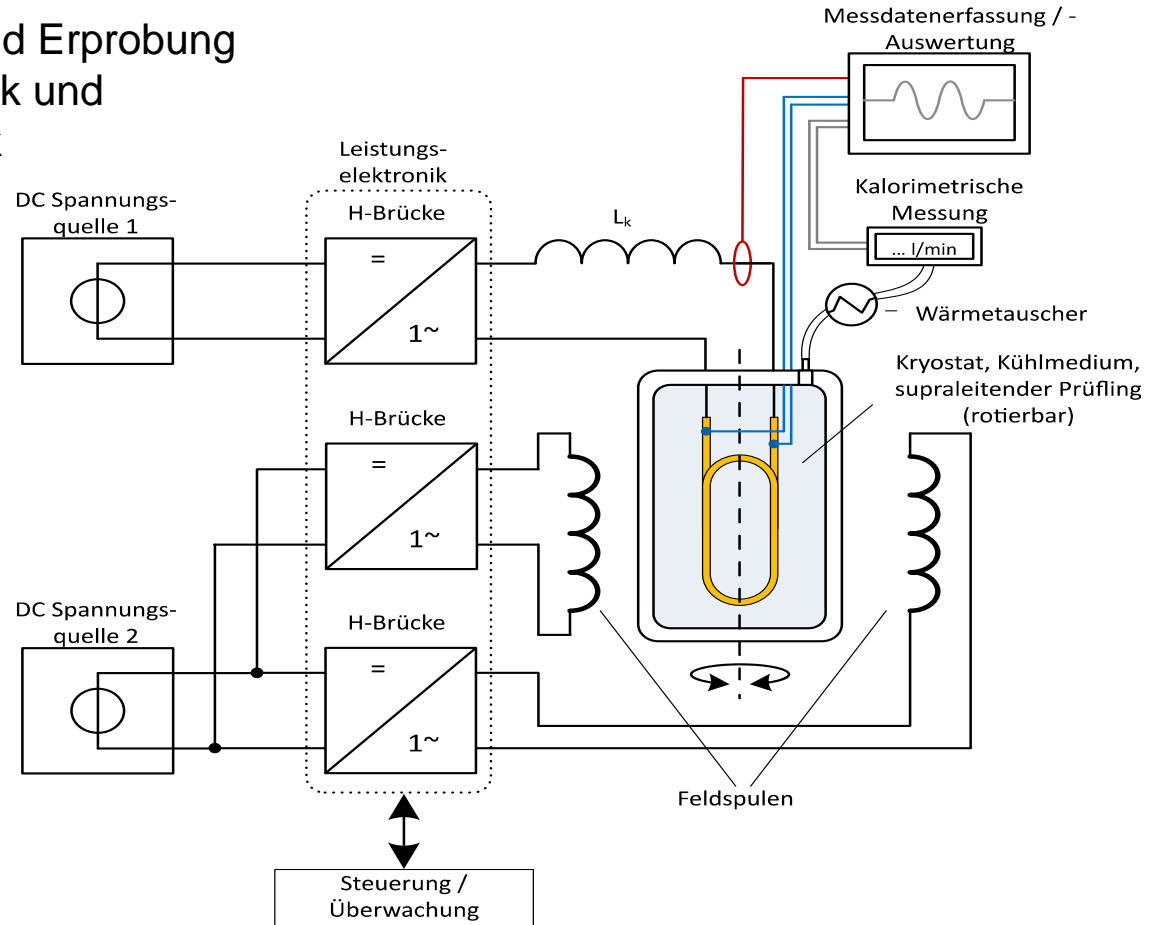 d Erprobung
k und
Messdatenerfassung / -
Auswertung
Leistungs-
elektronik
DC Spannungs-
quelle 1
H-Brücke
=
1~
Lk
Kalorimetrische
Messung
... l/min
Wärmetauscher
Kryostat, Kühlmedium,
supraleitender Prüfling
(rotierbar)
H-Brücke
=
1~
DC Spannungs-
quelle 2
H-Brücke
=
1~
Feldspulen
Steuerung /
Überwachung